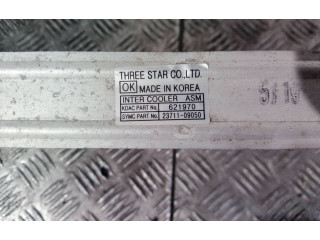 THREE STAR CO.,LTD.
OK MADE IN KOREA
INTER COOLER ASM
KDAC PART No. 621970
SYMC PART No. 23711-09050